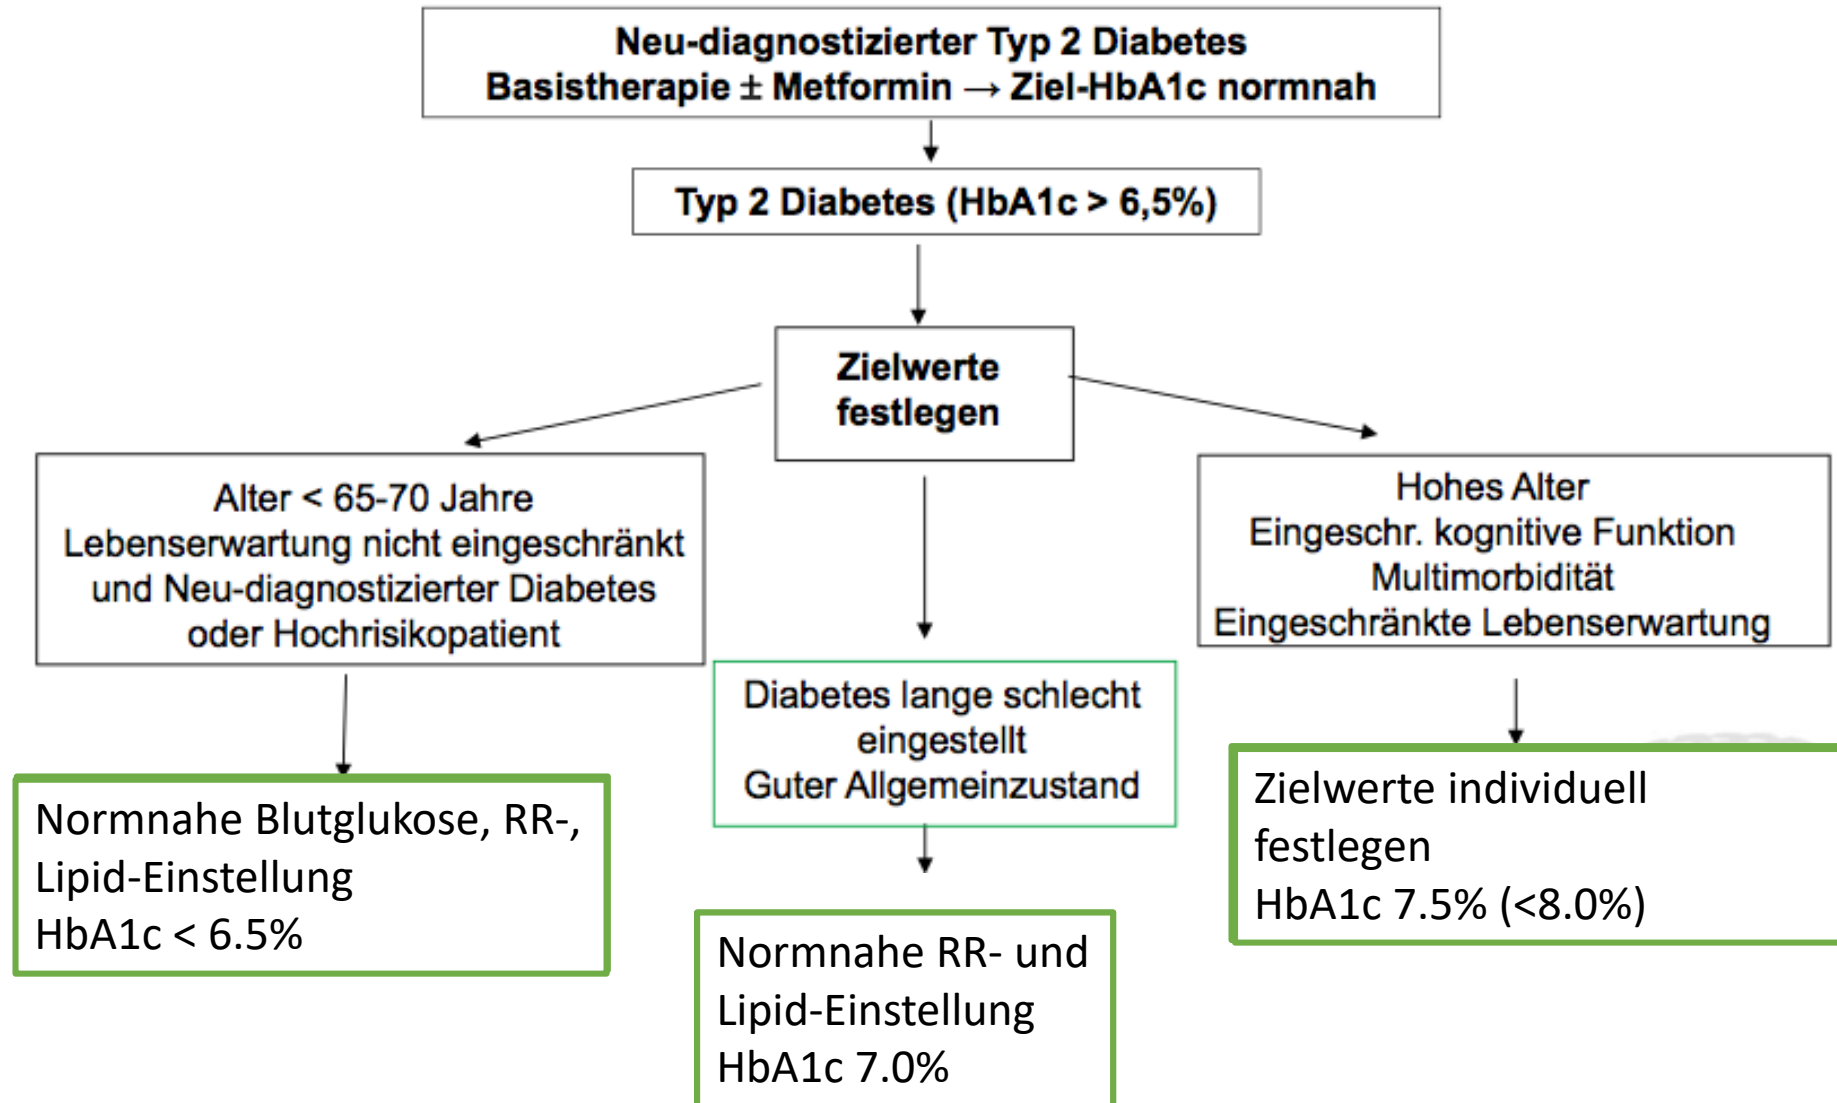 Neu-diagnostizierter Typ 2 Diabetes
Basistherapie ± Metformin → Ziel-HbA1c normnah
Typ 2 Diabetes (HbA1c > 6,5%)
Zielwerte
festlegen
Alter < 65-70 Jahre
Lebenserwartung nicht eingeschränkt
und Neu-diagnostizierter Diabetes
oder Hochrisikopatient
Diabetes lange schlecht
eingestellt
Guter Allgemeinzustand
Hohes Alter
Eingeschr. kognitive Funktion
Multimorbidität
Eingeschränkte Lebenserwartung
Normnahe Blutglukose, RR-,
Lipid-Einstellung
HbA1c < 6.5%
Normnahe RR- und
Lipid-Einstellung
HbA1c 7.0%
Zielwerte individuell
festlegen
HbA1c 7.5% (<8.0%)